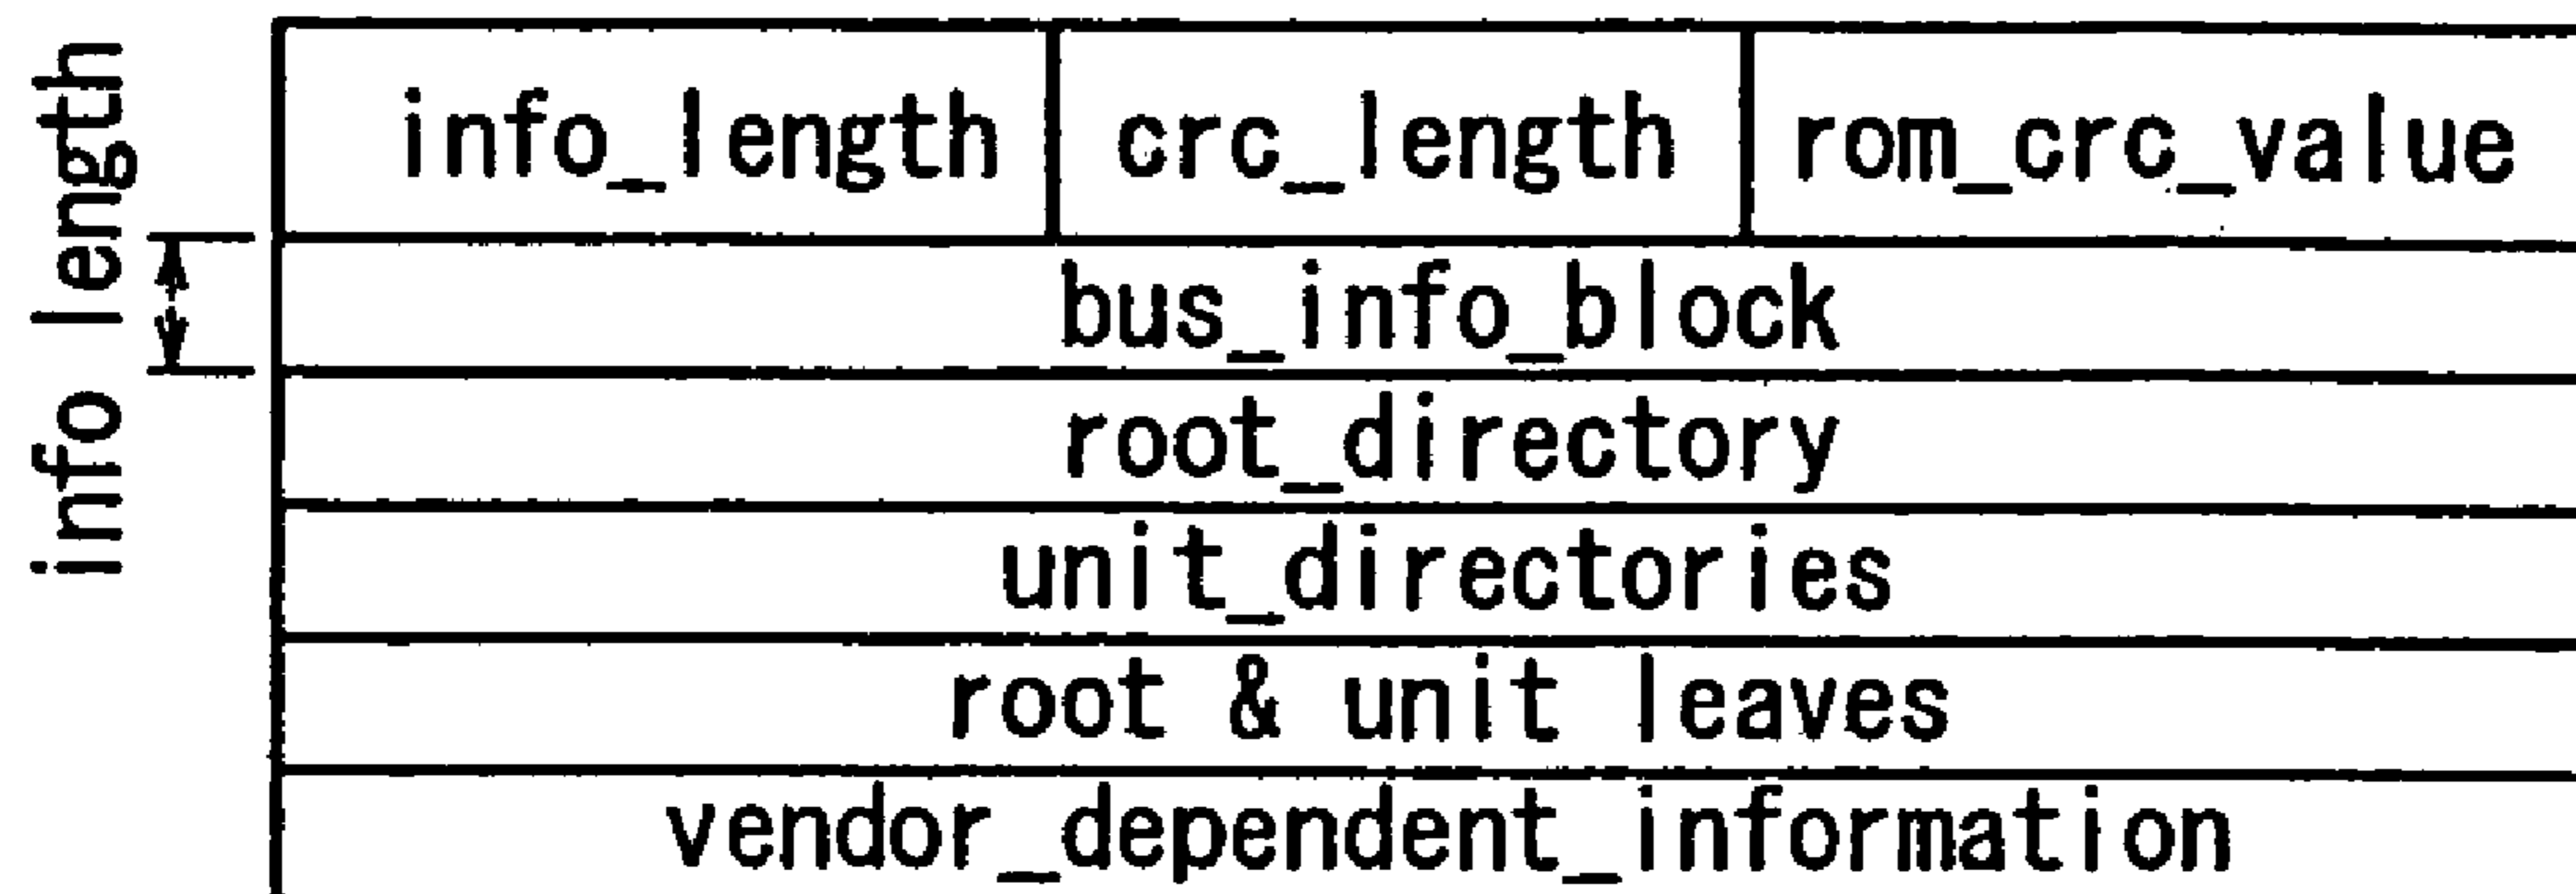 info length
info_length crc_length rom_crc_value
bus_info_block
root_directory
unit_directories
root & unit leaves
vendor_dependent_information